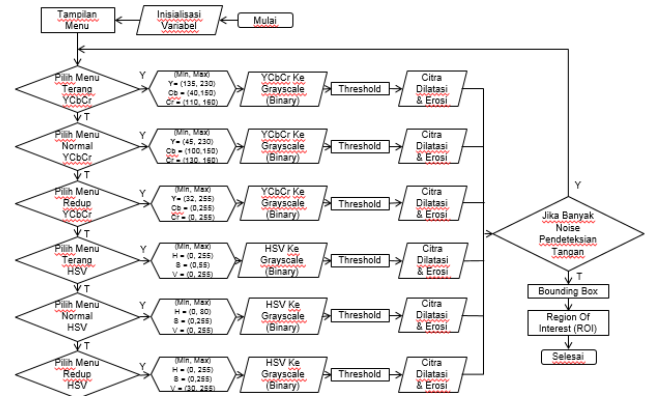 Tampilan
Menu
Inisialisasi
Variabel
Mulai
Pilih Menu
Terang
YCbCr
Y
T
(Min, Max)
Y= (135, 230)
Cb = (40,150)
Cr = (110, 160)
YCbCr Ke
Grayscale
(Binary)
Threshold
Citra
Dilatasi
& Erosi
Pilih Menu
Normal
YCbCr
Y
T
(Min, Max)
Y= (45, 230)
Cb = (100,150)
Cr = (130, 160)
YCbCr Ke
Grayscale
(Binary)
Threshold
Citra
Dilatasi
& Erosi
Pilih Menu
Redup
YCbCr
Y
T
(Min, Max)
Y= (32, 255)
Cb = (0,255)
Cr = (0, 255)
YCbCr Ke
Grayscale
(Binary)
Threshold
Citra
Dilatasi
& Erosi
Pilih Menu
Terang
HSV
Y
T
(Min, Max)
H = (0, 255)
B = (0,55)
V = (0, 255)
HSV Ke
Grayscale
(Binary)
Threshold
Citra
Dilatasi
& Erosi
Pilih Menu
Normal
HSV
Y
T
(Min, Max)
H = (0, 80)
B = (0,255)
V = (0, 255)
HSV Ke
Grayscale
(Binary)
Threshold
Citra
Dilatasi
& Erosi
Pilih Menu
Redup
HSV
Y
(Min, Max)
H = (0, 255)
B = (0,255)
V = (30, 255)
HSV Ke
Grayscale
(Binary)
Threshold
Citra
Dilatasi
& Erosi
Y
Jika Banyak
Noise
Pendeteksian
Tangan
T
Bounding Box
Region Of
Interest (ROI)
Selesai